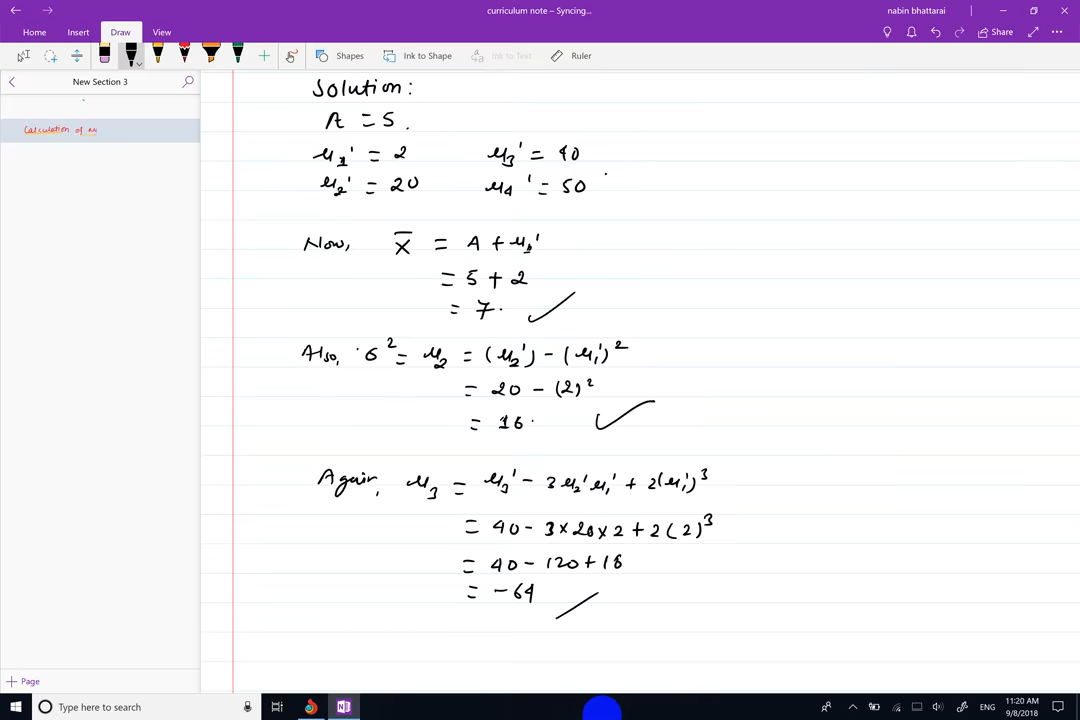 curriculum note – Syncing...
nabin bhattarai
Home Insert Draw View
Share
Shapes Ink to Shape Ink to Text Ink to Math Ruler
New Section 3
Calculation of
Solution:
A = 5.
μ₁' = 2 μ₃' = 40
μ₂' = 20 μ₄' = 50
Now, X̄ = A + μ₁'
= 5 + 2
= 7.
Also, σ² = μ₂ = (μ₂') - (μ₁')²
= 20 - (2)²
= 16.
Again, μ₃ = μ₃' - 3μ₂'μ₁' + 2(μ₁')³
= 40 - 3×20×2 + 2(2)³
= 40 - 120 + 16
= -64
+ Page
Type here to search
11:20 AM
9/8/2018